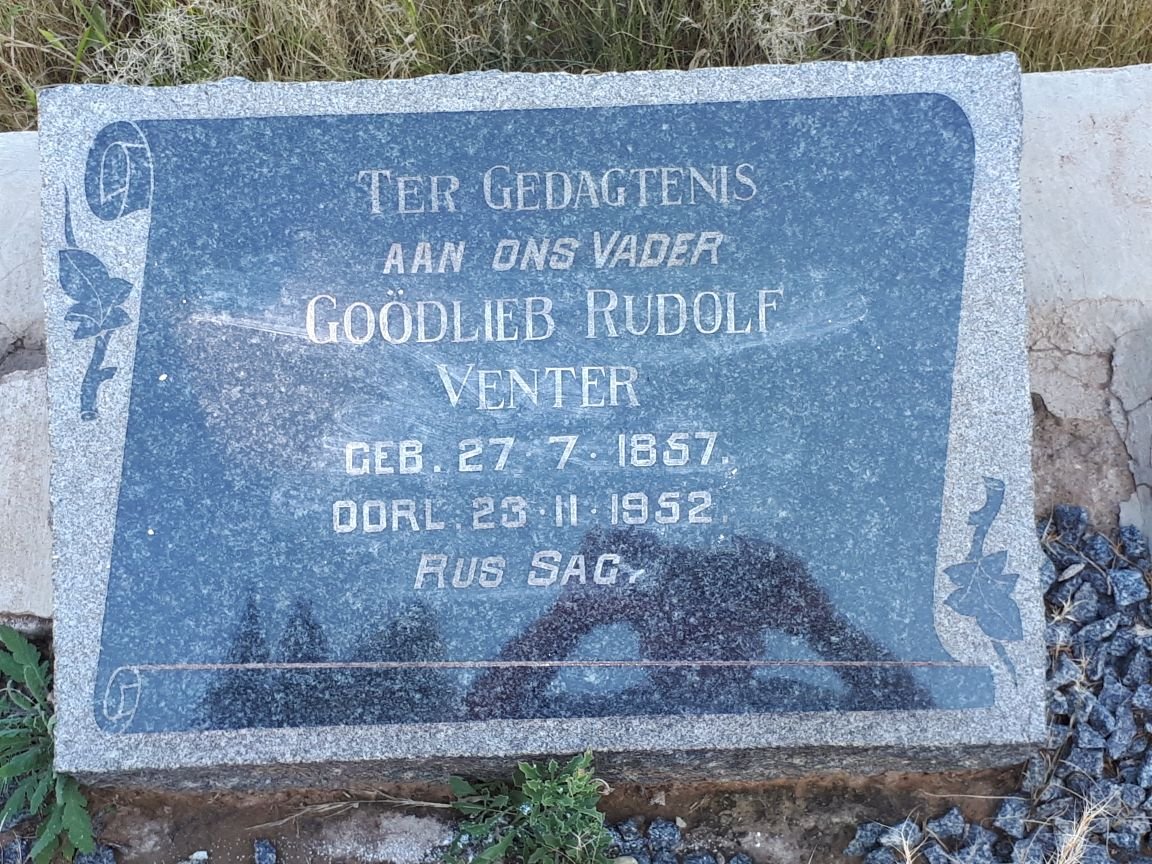 TER GEDAGTENIS
AAN ONS VADER
GOÖDLIEB RUDOLF
VENTER
GEB. 27·7·1857.
OORL. 23·11·1952.
RUS SAG.